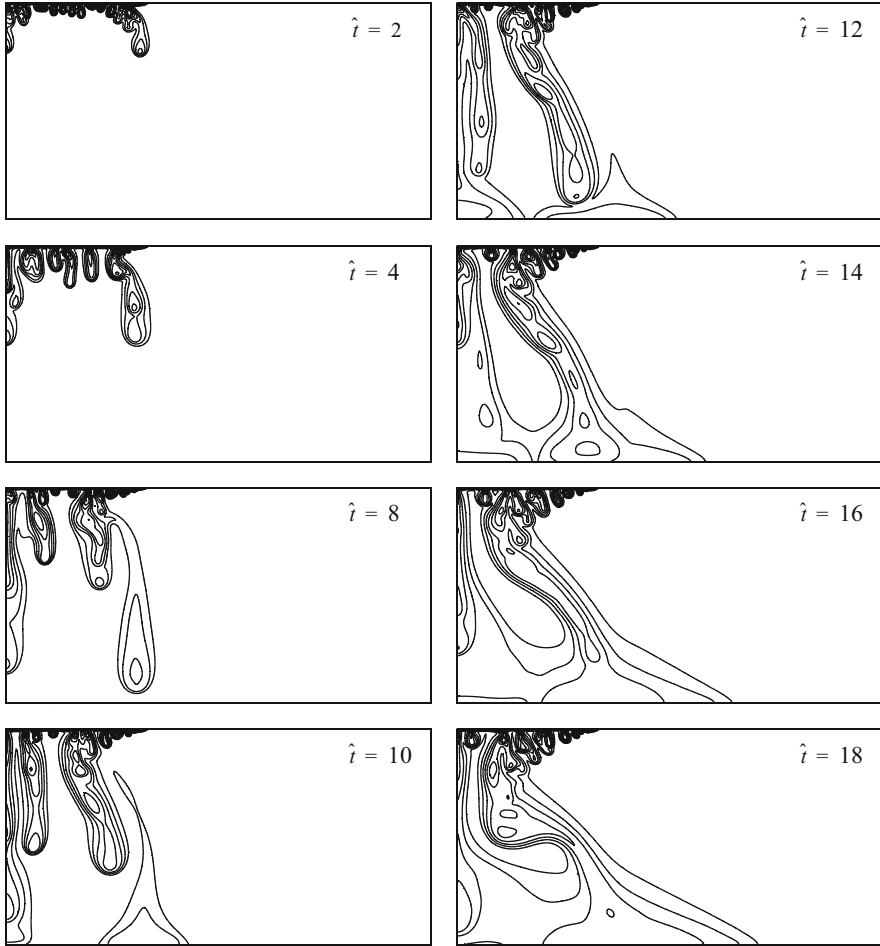 t̂ = 2
t̂ = 12
t̂ = 4
t̂ = 14
t̂ = 8
t̂ = 16
t̂ = 10
t̂ = 18